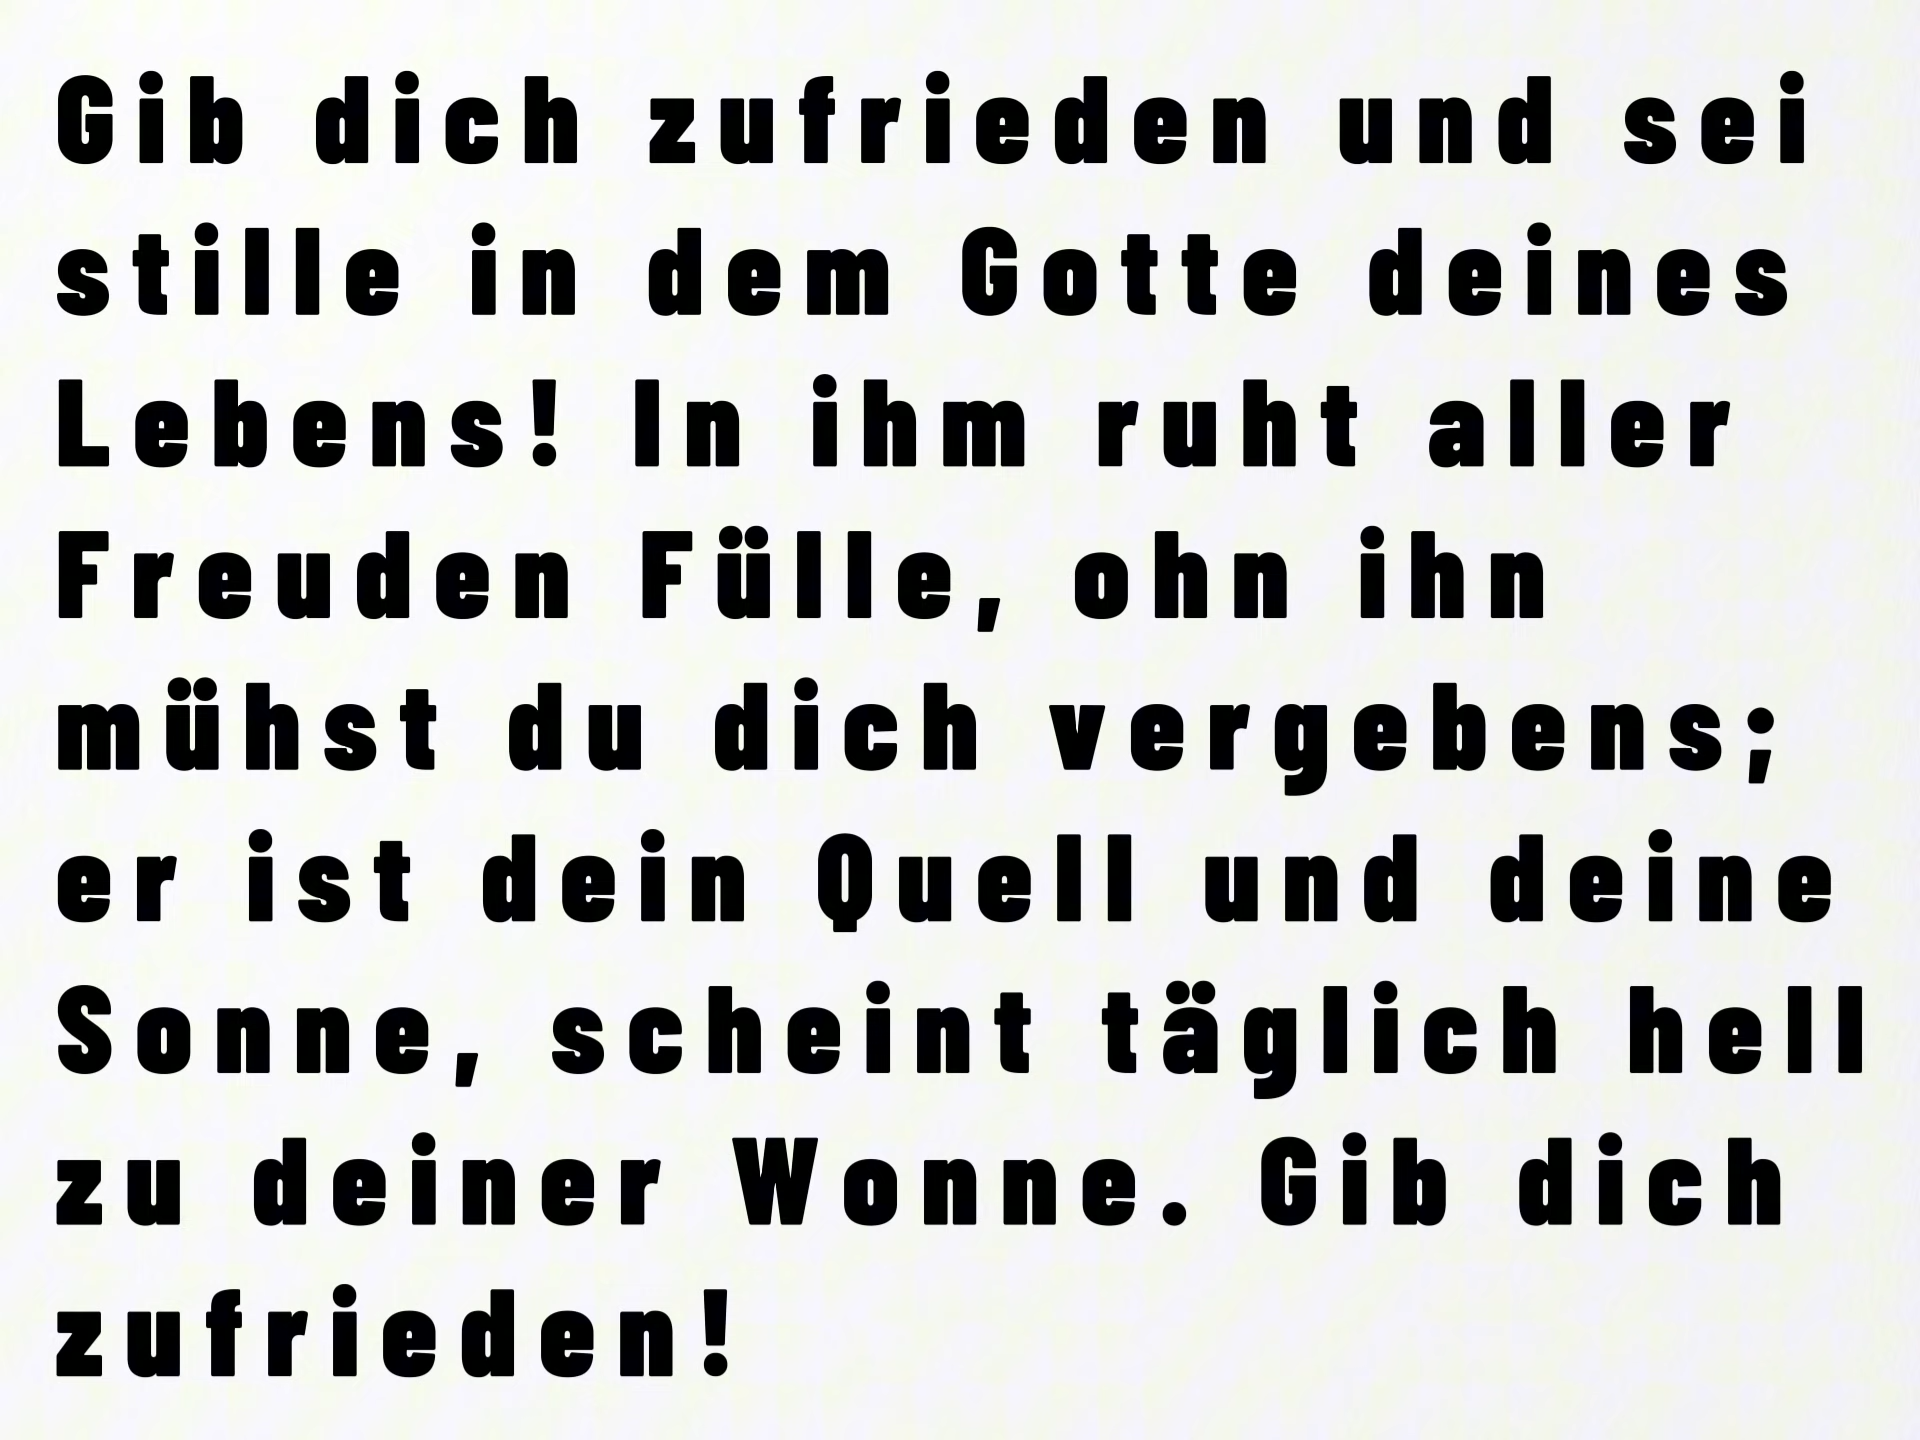 Gib dich zufrieden und sei
stille in dem Gotte deines
Lebens! In ihm ruht aller
Freuden Fülle, ohn ihn
mühst du dich vergebens;
er ist dein Quell und deine
Sonne, scheint täglich hell
zu deiner Wonne. Gib dich
zufrieden!